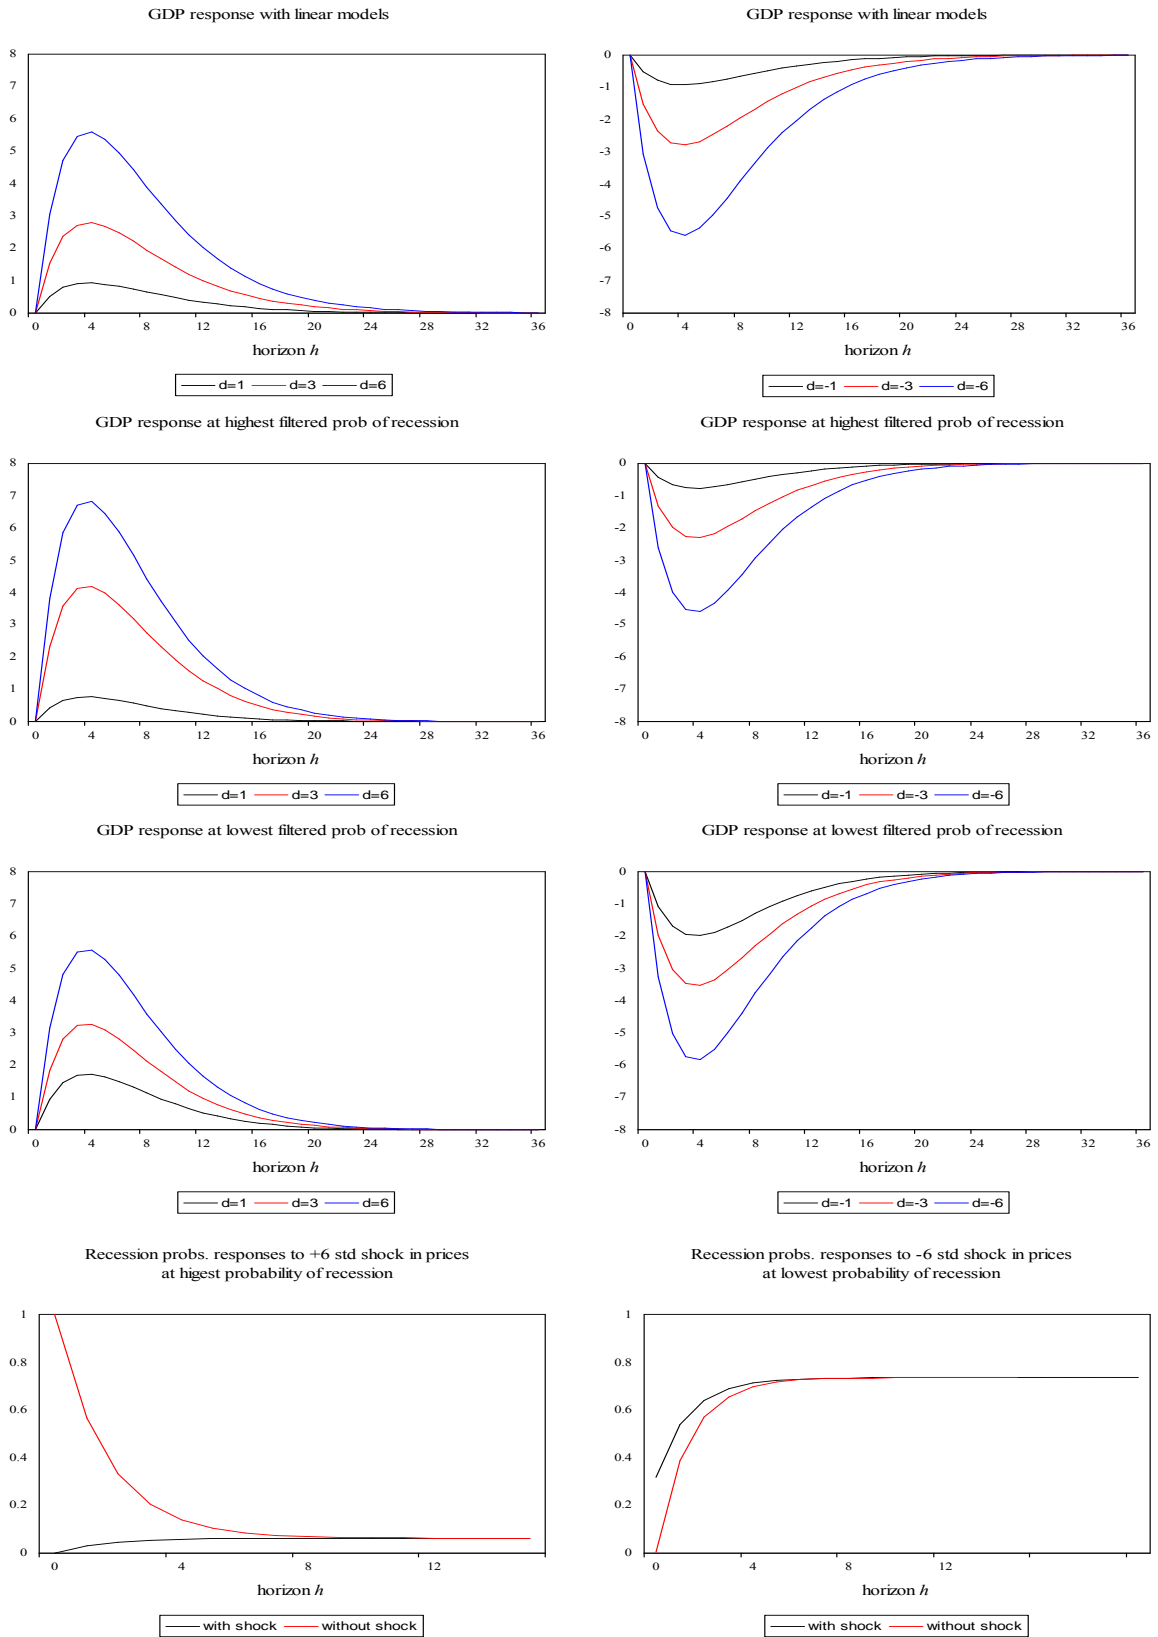 GDP response with linear models
8
7
6
5
4
3
2
1
0
0 4 8 12 16 20 24 28 32 36
horizon h
d=1 d=3 d=6
GDP response with linear models
0
-1
-2
-3
-4
-5
-6
-7
-8
0 4 8 12 16 20 24 28 32 36
horizon h
d=-1 d=-3 d=-6
GDP response at highest filtered prob of recession
8
7
6
5
4
3
2
1
0
0 4 8 12 16 20 24 28 32 36
horizon h
d=1 d=3 d=6
GDP response at highest filtered prob of recession
0
-1
-2
-3
-4
-5
-6
-7
-8
0 4 8 12 16 20 24 28 32 36
horizon h
d=-1 d=-3 d=-6
GDP response at lowest filtered prob of recession
8
7
6
5
4
3
2
1
0
0 4 8 12 16 20 24 28 32 36
horizon h
d=1 d=3 d=6
GDP response at lowest filtered prob of recession
0
-1
-2
-3
-4
-5
-6
-7
-8
0 4 8 12 16 20 24 28 32 36
horizon h
d=-1 d=-3 d=-6
Recession probs. responses to +6 std shock in prices
at higest probability of recession
1
0.8
0.6
0.4
0.2
0
0 4 8 12
horizon h
with shock without shock
Recession probs. responses to -6 std shock in prices
at lowest probability of recession
1
0.8
0.6
0.4
0.2
0
0 4 8 12
horizon h
with shock without shock